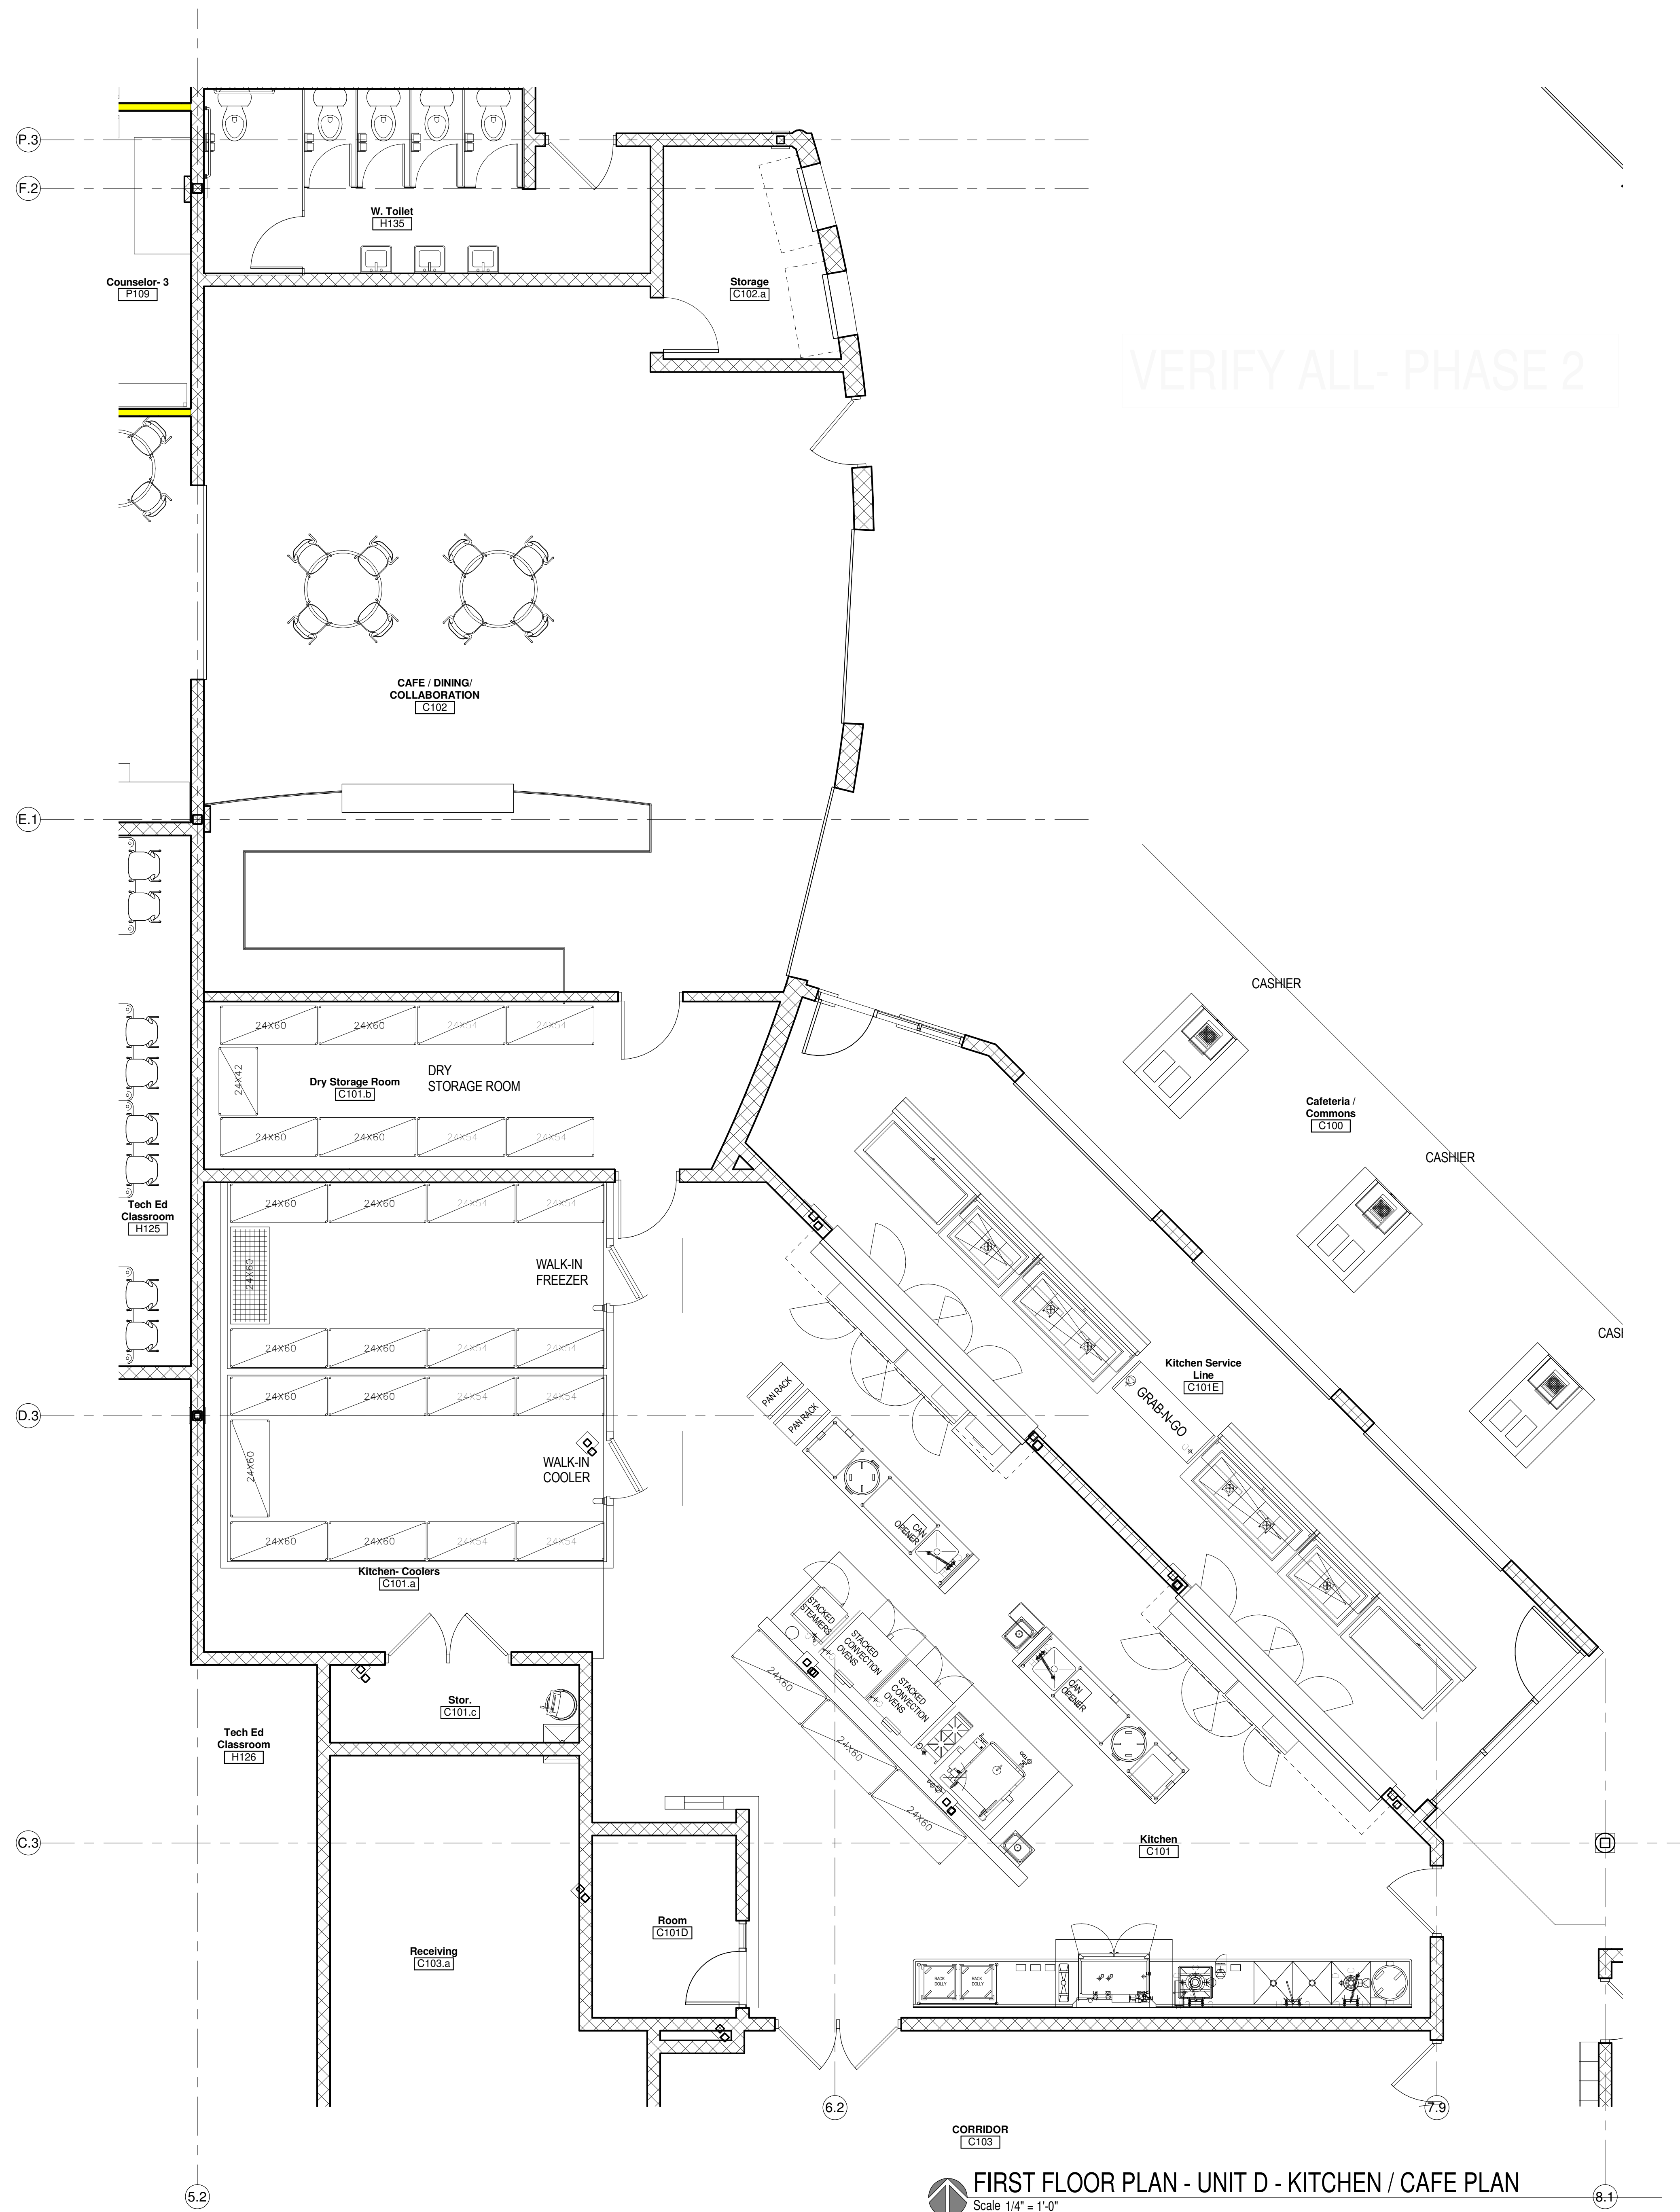 P.3
F.2
W. Toilet
H135
Counselor- 3
P109
Storage
C102.a
VERIFY ALL- PHASE 2
CAFE / DINING/
COLLABORATION
C102
E.1
CASHIER
24X60
24X60
24X54
24X54
24X42
Dry Storage Room
C101.b
DRY
STORAGE ROOM
24X60
24X60
24X54
24X54
Cafeteria /
Commons
C100
CASHIER
Tech Ed
Classroom
H125
24X60
24X60
24X54
24X54
24X60
WALK-IN
FREEZER
24X60
24X60
24X54
24X54
CASI
Kitchen Service
Line
C101E
GRAB-N-GO
24X60
24X60
24X54
24X54
D.3
PAN RACK
PAN RACK
24X60
WALK-IN
COOLER
24X60
24X60
24X54
24X54
CAN
OPENER
Kitchen- Coolers
C101.a
STACKED
STEAMERS
STACKED
CONVECTION
OVENS
STACKED
CONVECTION
OVENS
24X60
24X60
24X60
CAN
OPENER
Stor.
C101.c
Tech Ed
Classroom
H126
C.3
Kitchen
C101
Room
C101D
Receiving
C103.a
RACK
DOLLY
RACK
DOLLY
6.2
7.9
CORRIDOR
C103
FIRST FLOOR PLAN - UNIT D - KITCHEN / CAFE PLAN
Scale 1/4" = 1'-0"
5.2
8.1